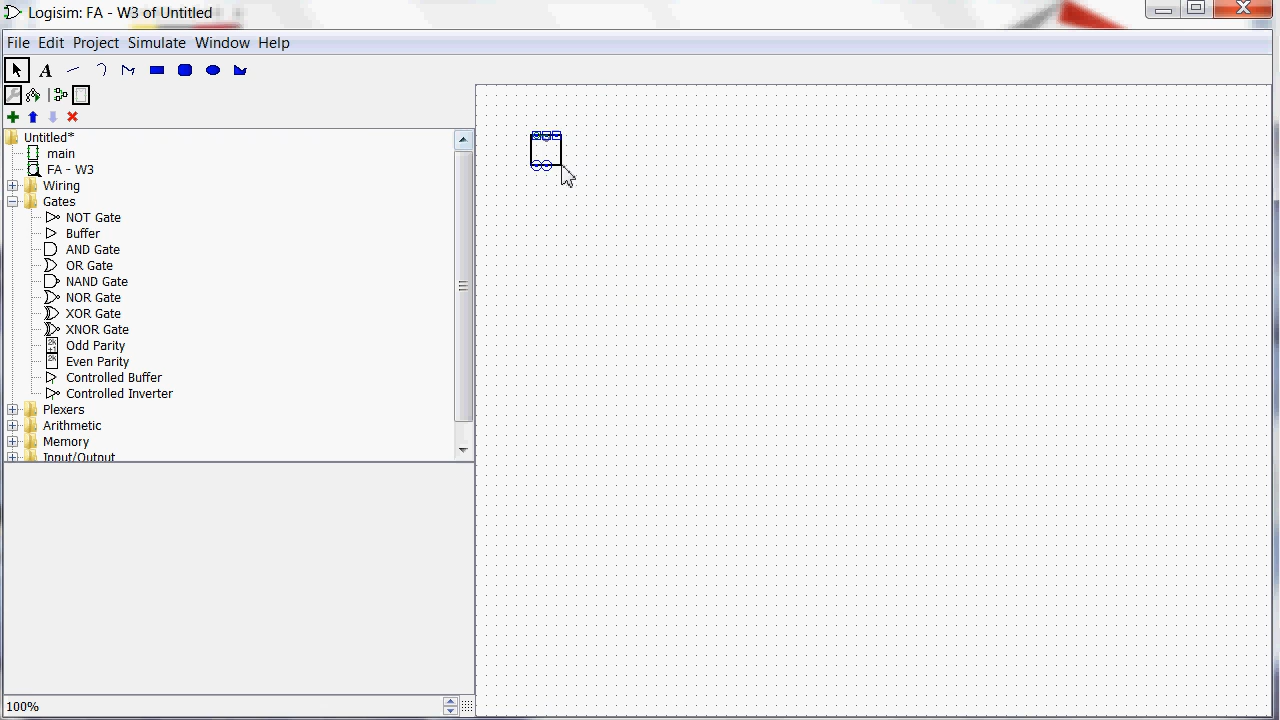 Logisim: FA - W3 of Untitled
File Edit Project Simulate Window Help
A
Untitled*
main
FA - W3
Wiring
Gates
NOT Gate
Buffer
AND Gate
OR Gate
NAND Gate
NOR Gate
XOR Gate
XNOR Gate
Odd Parity
Even Parity
Controlled Buffer
Controlled Inverter
Plexers
Arithmetic
Memory
Input/Output
100%